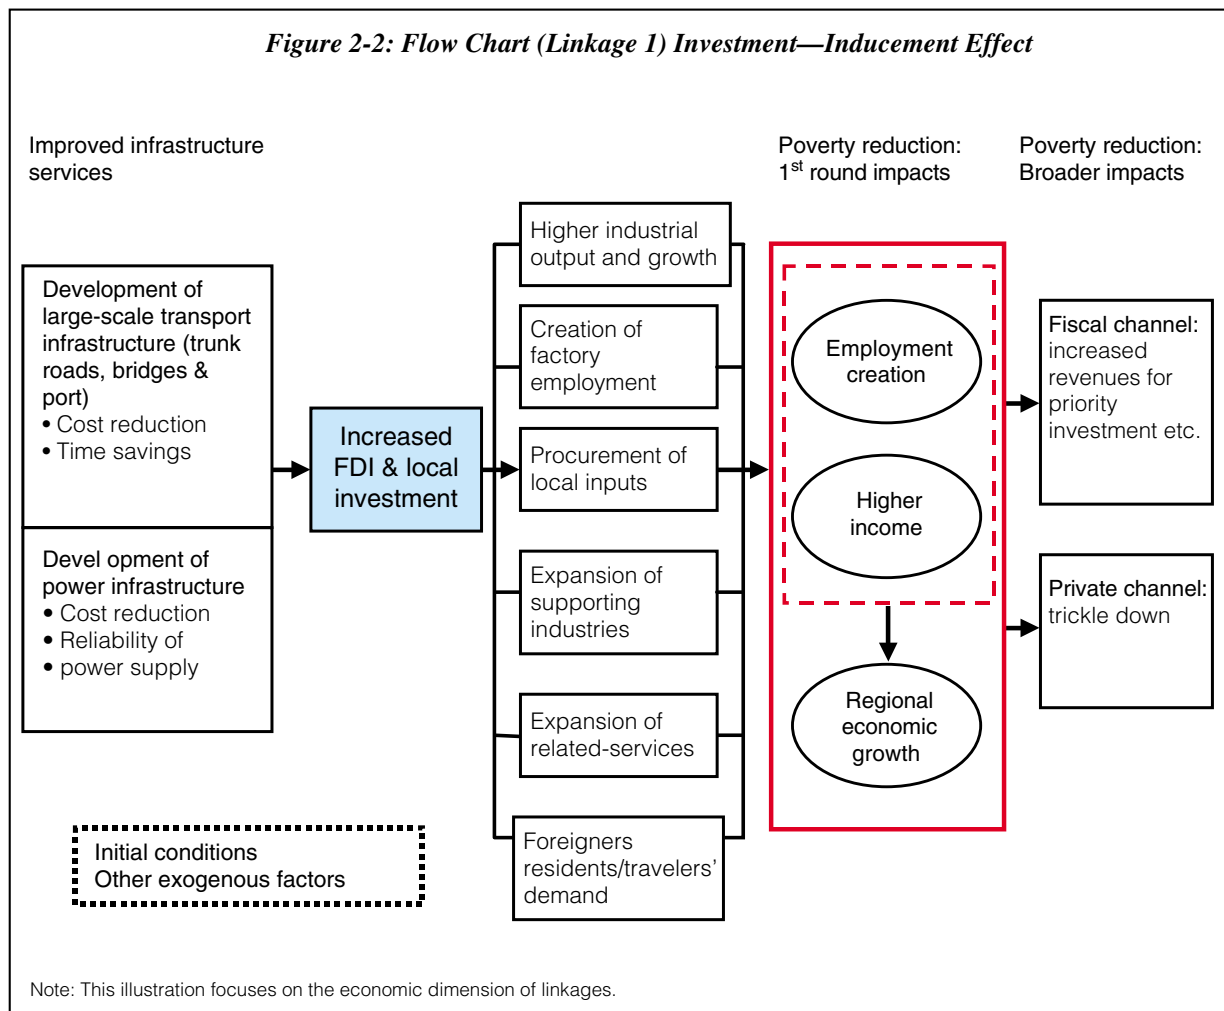 Figure 2-2: Flow Chart (Linkage 1) Investment—Inducement Effect
Improved infrastructure
services
Poverty reduction:
1st round impacts
Poverty reduction:
Broader impacts
Development of
large-scale transport
infrastructure (trunk
roads, bridges &
port)
• Cost reduction
• Time savings
Devel opment of
power infrastructure
• Cost reduction
• Reliability of
• power supply
Increased
FDI & local
investment
Higher industrial
output and growth
Creation of
factory
employment
Procurement of
local inputs
Expansion of
supporting
industries
Expansion of
related-services
Foreigners
residents/travelers’
demand
Employment
creation
Higher
income
Regional
economic
growth
Fiscal channel:
increased
revenues for
priority
investment etc.
Private channel:
trickle down
Initial conditions
Other exogenous factors
Note: This illustration focuses on the economic dimension of linkages.